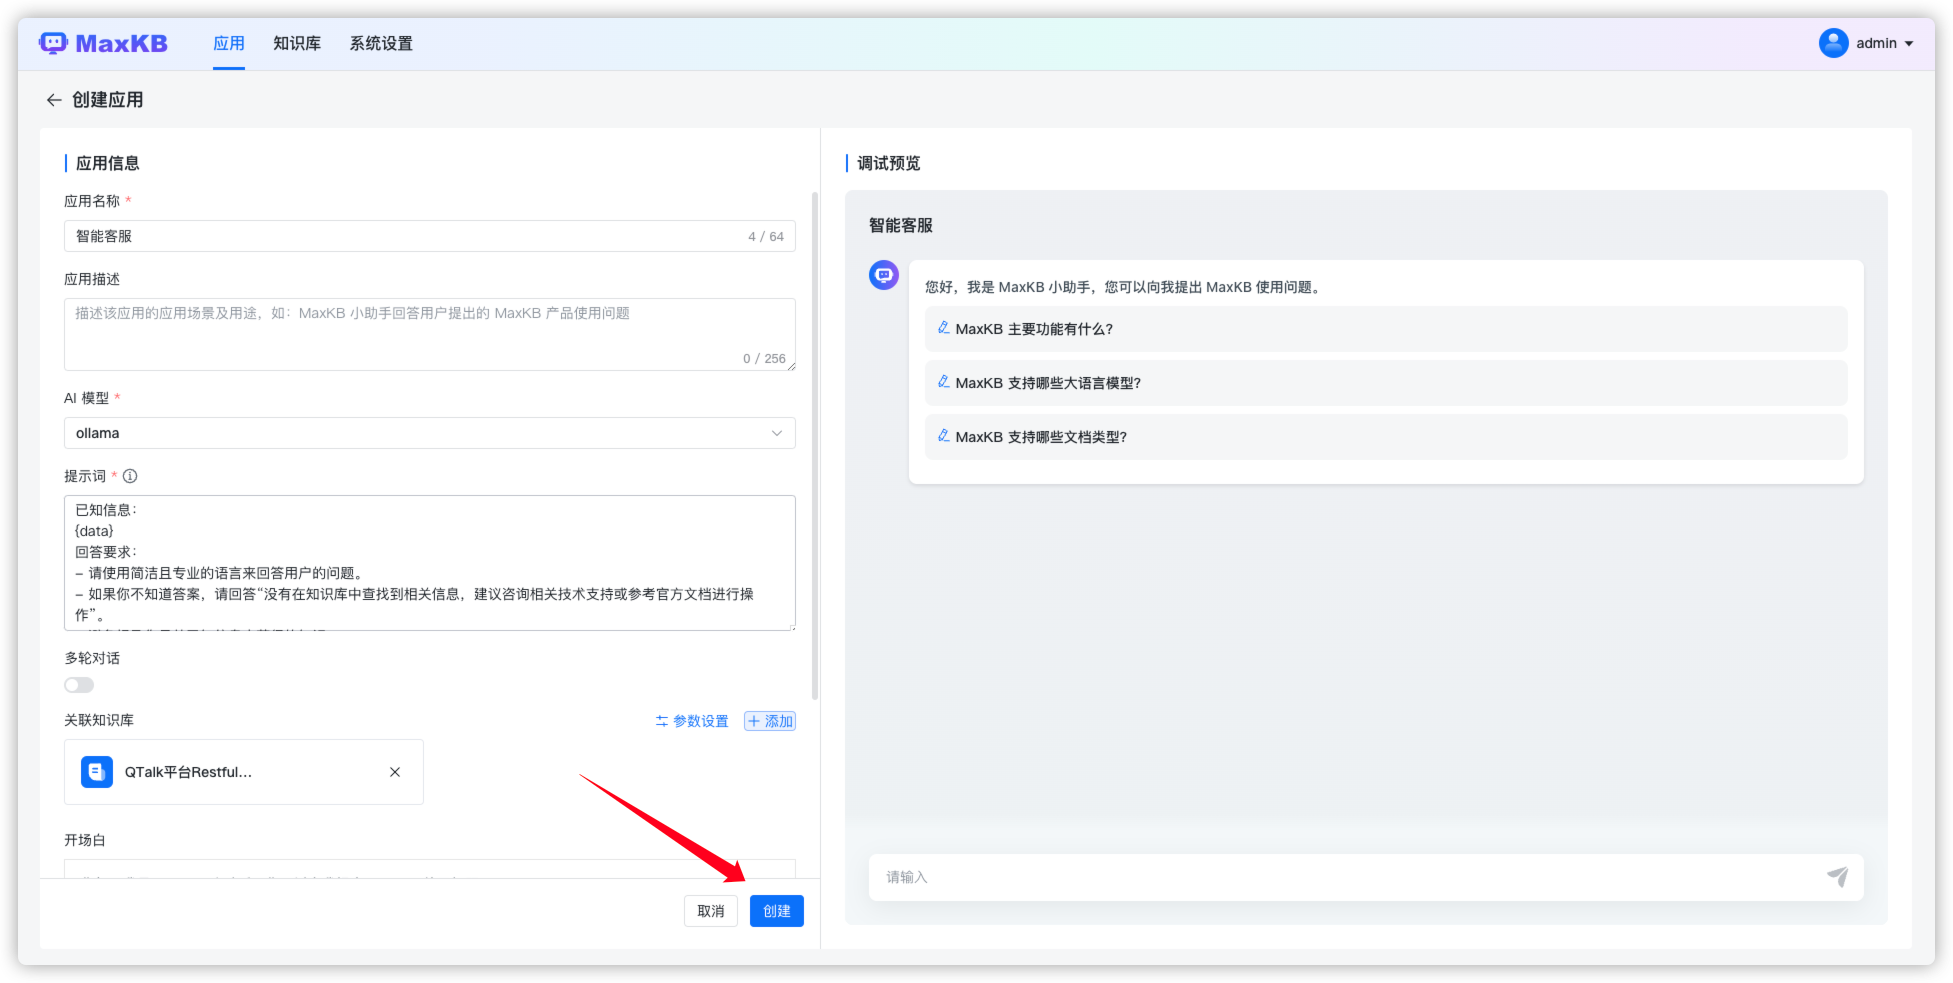 MaxKB
应用
知识库
系统设置
admin
创建应用
应用信息
应用名称 *
智能客服
4 / 64
应用描述
描述该应用的应用场景及用途，如：MaxKB 小助手回答用户提出的 MaxKB 产品使用问题
0 / 256
AI 模型 *
ollama
提示词 *
已知信息：
{data}
回答要求：
- 请使用简洁且专业的语言来回答用户的问题。
- 如果你不知道答案，请回答“没有在知识库中查找到相关信息，建议咨询相关技术支持或参考官方文档进行操
作”。
多轮对话
关联知识库
参数设置
添加
QTalk平台Restful...
开场白
取消
创建
调试预览
智能客服
您好，我是 MaxKB 小助手，您可以向我提出 MaxKB 使用问题。
MaxKB 主要功能有什么？
MaxKB 支持哪些大语言模型？
MaxKB 支持哪些文档类型？
请输入